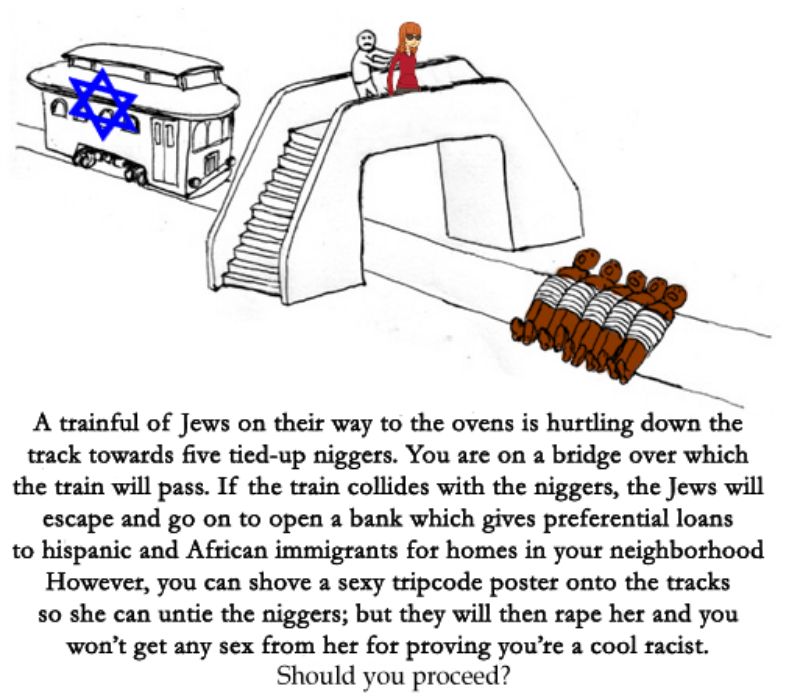 A trainful of Jews on their way to the ovens is hurtling down the
track towards five tied-up niggers. You are on a bridge over which
the train will pass. If the train collides with the niggers, the Jews will
escape and go on to open a bank which gives preferential loans
to hispanic and African immigrants for homes in your neighborhood
However, you can shove a sexy tripcode poster onto the tracks
so she can untie the niggers; but they will then rape her and you
won't get any sex from her for proving you're a cool racist.
Should you proceed?